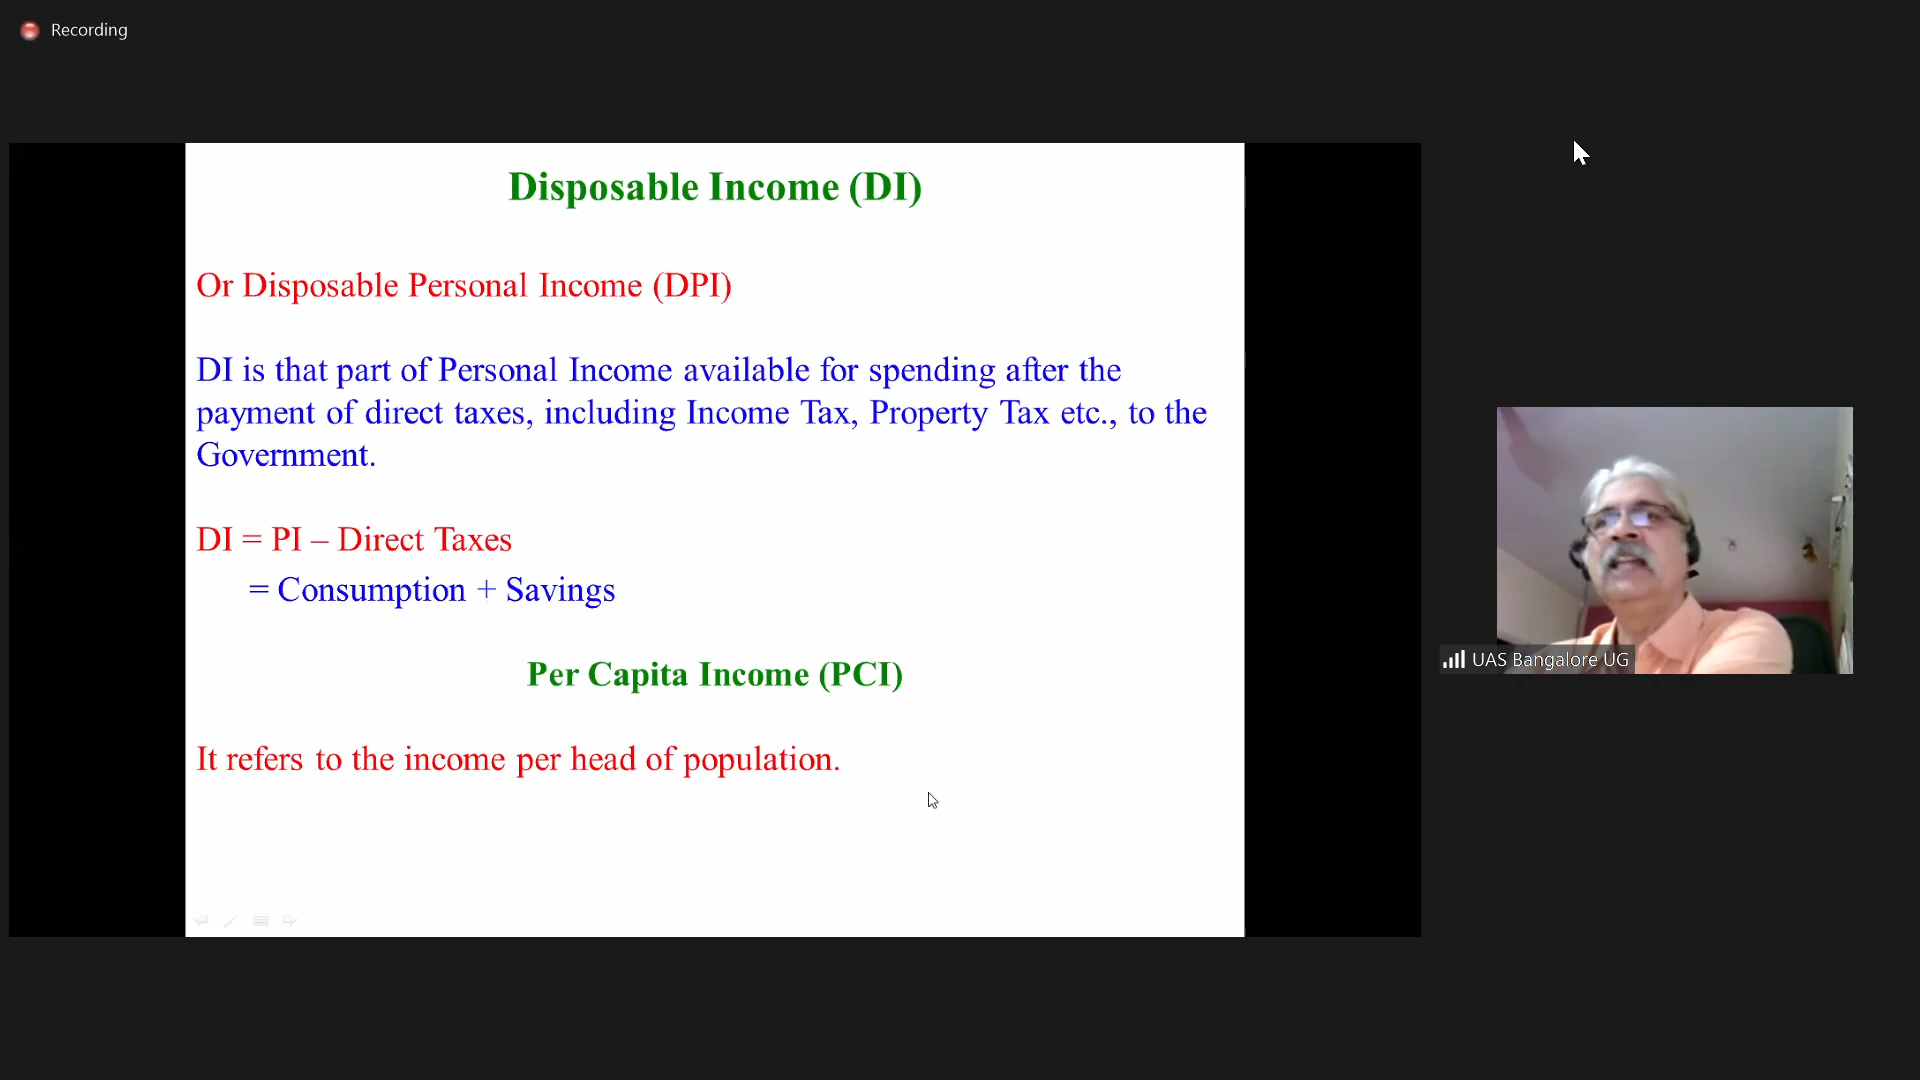 Recording
Disposable Income (DI)
Or Disposable Personal Income (DPI)
DI is that part of Personal Income available for spending after the
payment of direct taxes, including Income Tax, Property Tax etc., to the
Government.
DI = PI – Direct Taxes
= Consumption + Savings
Per Capita Income (PCI)
It refers to the income per head of population.
UAS Bangalore UG